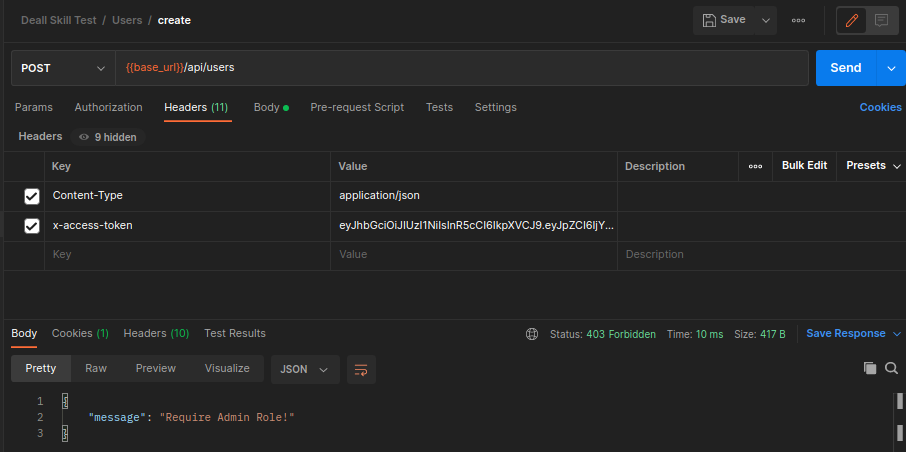 Deall Skill Test / Users / create
Save
POST
{{base_url}}/api/users
Send
Params Authorization Headers (11) Body Pre-request Script Tests Settings Cookies
Headers 9 hidden
Key Value Description Bulk Edit Presets
Content-Type application/json
x-access-token eyJhbGciOiJIUzI1NiIsInR5cCI6IkpXVCJ9.eyJpZCI6IjY...
Key Value Description
Body Cookies (1) Headers (10) Test Results
Status: 403 Forbidden Time: 10 ms Size: 417 B Save Response
Pretty Raw Preview Visualize JSON
1 {
2 "message": "Require Admin Role!"
3 }